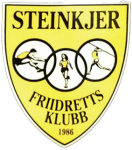 STEINKJER
FRIIDRETTS
KLUBB
1986